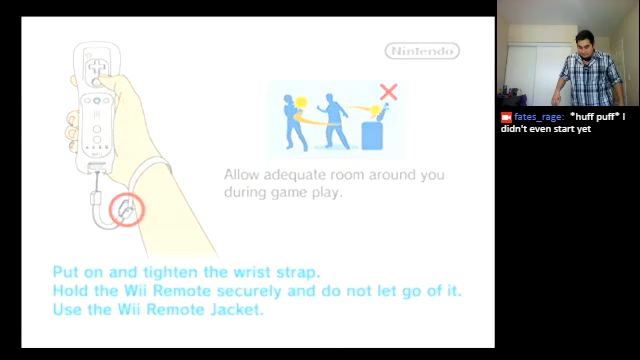 Nintendo
Allow adequate room around you
during game play.
Put on and tighten the wrist strap.
Hold the Wii Remote securely and do not let go of it.
Use the Wii Remote Jacket.
fates_rage: *huff puff* I
didn't even start yet